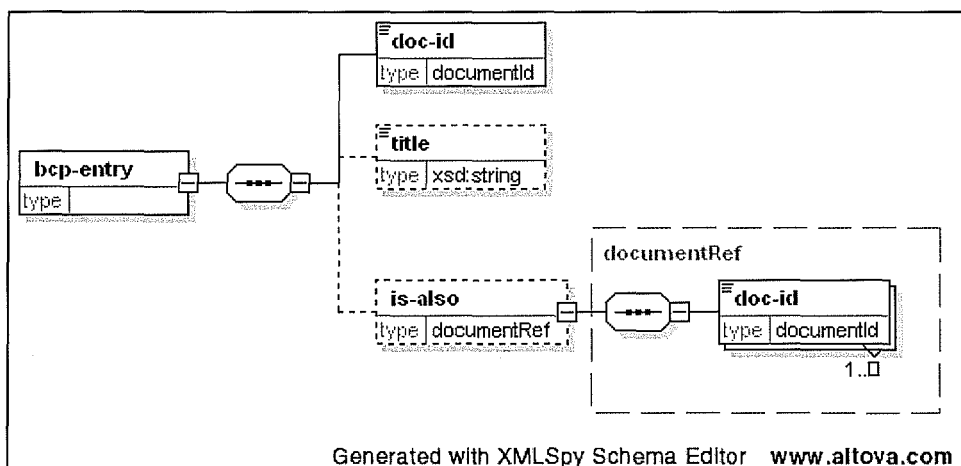 doc-id
type documentId
title
type xsd:string
bcp-entry
type
documentRef
is-also
type documentRef
doc-id
type documentId
1..□
Generated with XMLSpy Schema Editor www.altova.com